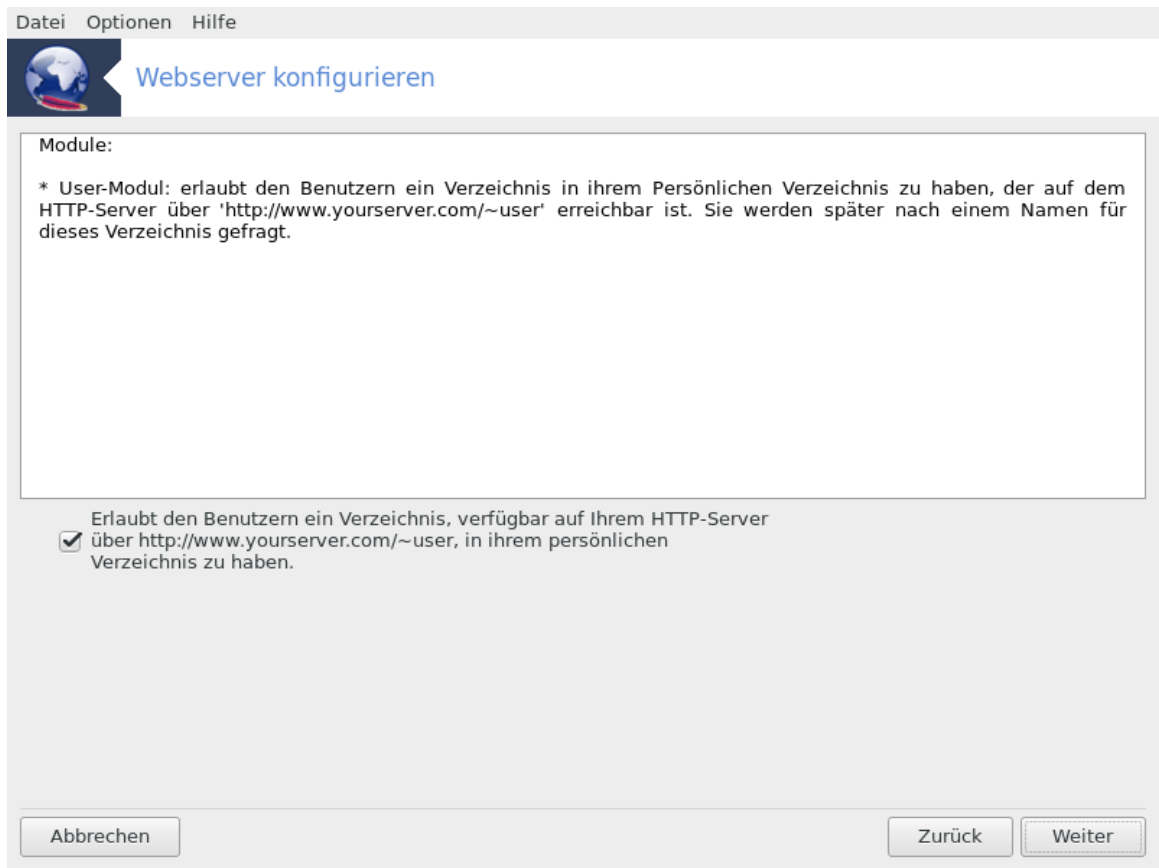 Datei Optionen Hilfe
Webserver konfigurieren
Module:
* User-Modul: erlaubt den Benutzern ein Verzeichnis in ihrem Persönlichen Verzeichnis zu haben, der auf dem
HTTP-Server über 'http://www.yourserver.com/~user' erreichbar ist. Sie werden später nach einem Namen für
dieses Verzeichnis gefragt.
Erlaubt den Benutzern ein Verzeichnis, verfügbar auf Ihrem HTTP-Server
über http://www.yourserver.com/~user, in ihrem persönlichen
Verzeichnis zu haben.
Abbrechen Zurück Weiter